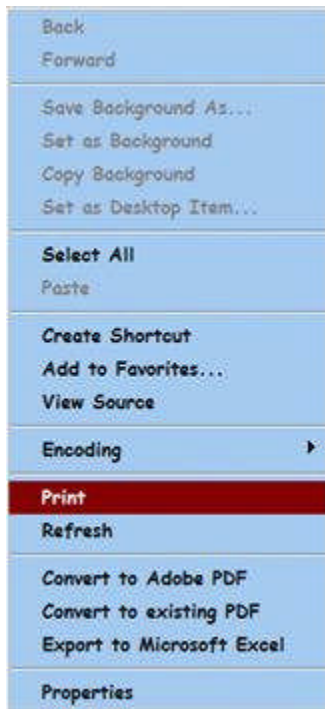 Back
Forward
Save Background As...
Set as Background
Copy Background
Set as Desktop Item...
Select All
Paste
Create Shortcut
Add to Favorites...
View Source
Encoding
Print
Refresh
Convert to Adobe PDF
Convert to existing PDF
Export to Microsoft Excel
Properties